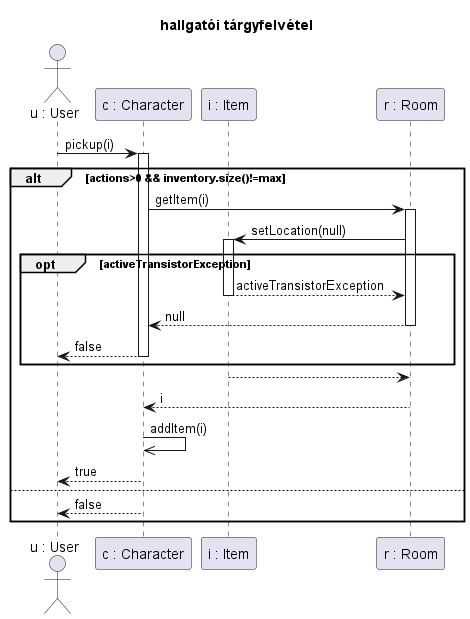 hallgatói tárgyfelvétel
u : User
c : Character
i : Item
r : Room
pickup(i)
alt
[actions>0 && inventory.size()!=max]
getItem(i)
setLocation(null)
opt
[activeTransistorException]
activeTransistorException
null
false
i
addItem(i)
true
false
u : User
c : Character
i : Item
r : Room